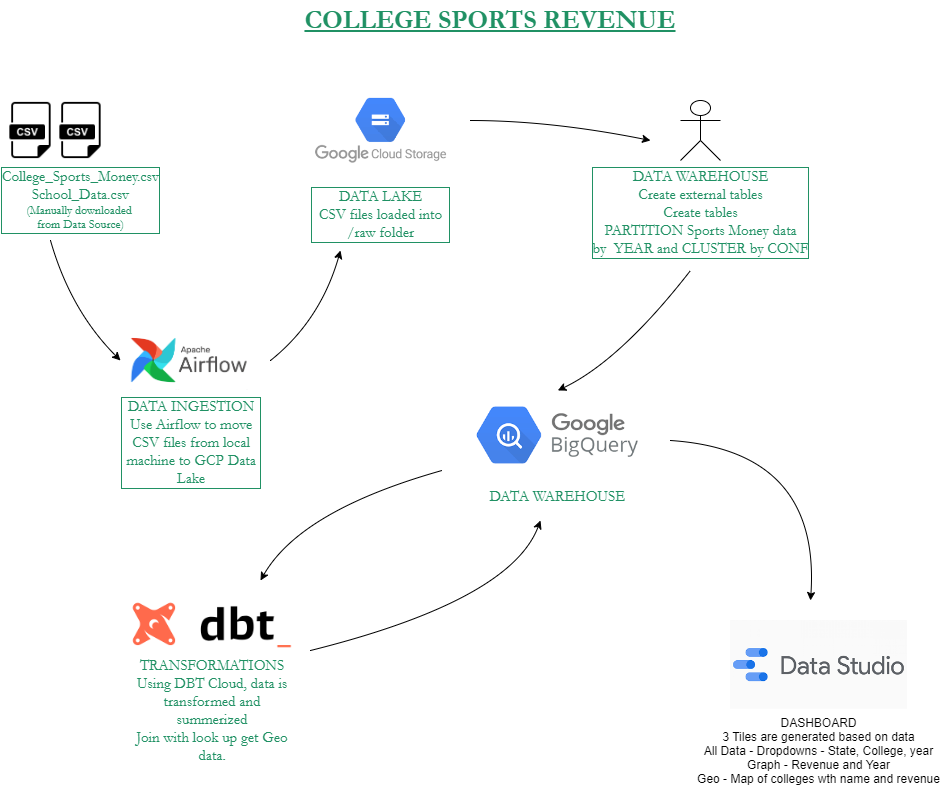 COLLEGE SPORTS REVENUE
CSV
CSV
College_Sports_Money.csv
School_Data.csv
(Manually downloaded
from Data Source)
Google Cloud Storage
DATA LAKE
CSV files loaded into
/raw folder
DATA WAREHOUSE
Create external tables
Create tables
PARTITION Sports Money data
by YEAR and CLUSTER by CONF
Apache
Airflow
DATA INGESTION
Use Airflow to move
CSV files from local
machine to GCP Data
Lake
Google
BigQuery
DATA WAREHOUSE
dbt_
TRANSFORMATIONS
Using DBT Cloud, data is
transformed and
summerized
Join with look up get Geo
data.
Data Studio
DASHBOARD
3 Tiles are generated based on data
All Data - Dropdowns - State, College, year
Graph - Revenue and Year
Geo - Map of colleges wth name and revenue